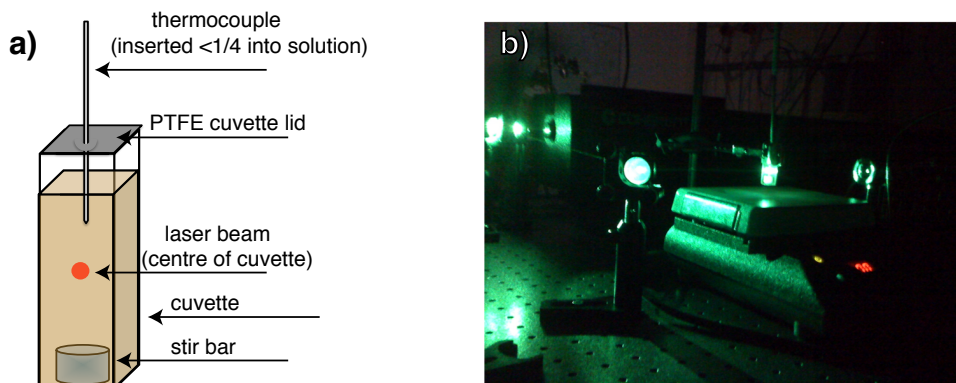 a)
thermocouple
(inserted <1/4 into solution)
PTFE cuvette lid
laser beam
(centre of cuvette)
cuvette
stir bar
b)